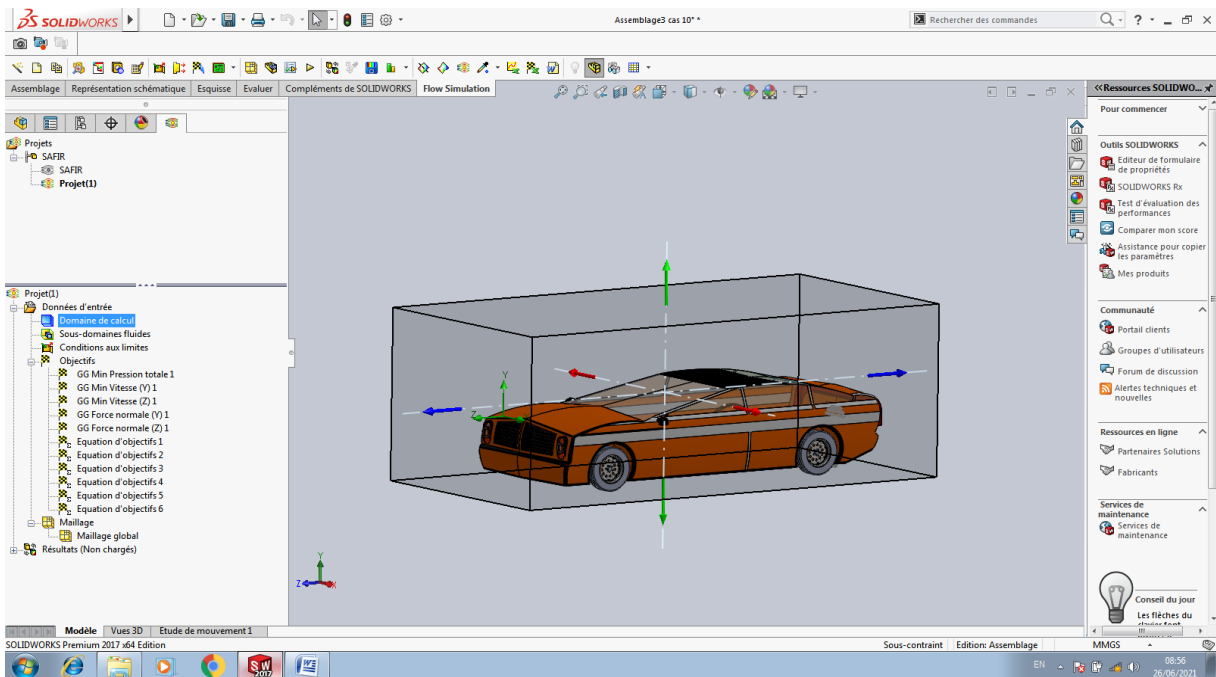 SOLIDWORKS
Assemblage3 cas 10° *
Rechercher des commandes
Assemblage
Représentation schématique
Esquisse
Evaluer
Compléments de SOLIDWORKS
Flow Simulation
Projets
SAFIR
SAFIR
Projet(1)
Projet(1)
Données d'entrée
Domaine de calcul
Sous-domaines fluides
Conditions aux limites
Objectifs
GG Min Pression totale 1
GG Min Vitesse (Y) 1
GG Min Vitesse (Z) 1
GG Force normale (Y) 1
GG Force normale (Z) 1
Equation d'objectifs 1
Equation d'objectifs 2
Equation d'objectifs 3
Equation d'objectifs 4
Equation d'objectifs 5
Equation d'objectifs 6
Maillage
Maillage global
Résultats (Non chargés)
Y
Z
Y
Z
X
Ressources SOLIDWO...
Pour commencer
Outils SOLIDWORKS
Editeur de formulaire
de propriétés
SOLIDWORKS Rx
Test d'évaluation des
performances
Comparer mon score
Assistance pour copier
les paramètres
Mes produits
Communauté
Portail clients
Groupes d'utilisateurs
Forum de discussion
Alertes techniques et
nouvelles
Ressources en ligne
Partenaires Solutions
Fabricants
Services de
maintenance
Services de
maintenance
Conseil du jour
Les flèches du
Modèle
Vues 3D
Etude de mouvement 1
SOLIDWORKS Premium 2017 x64 Edition
Sous-contraint
Edition: Assemblage
MMGS
SW
2017
EN
08:56
26/06/2021